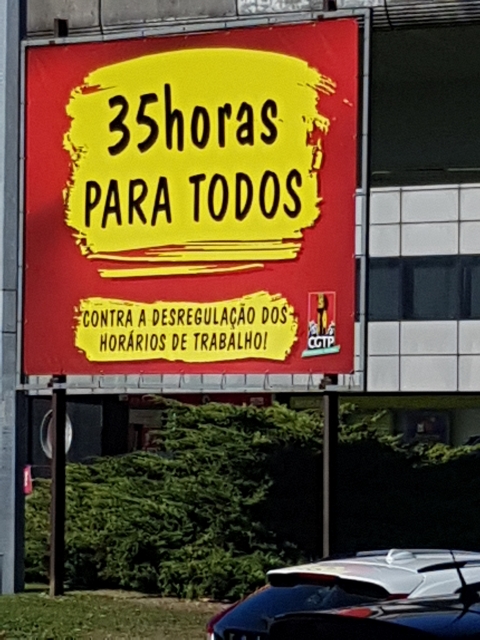 35horas
PARA TODOS
CONTRA A DESREGULAÇÃO DOS
HORÁRIOS DE TRABALHO!
CGTP